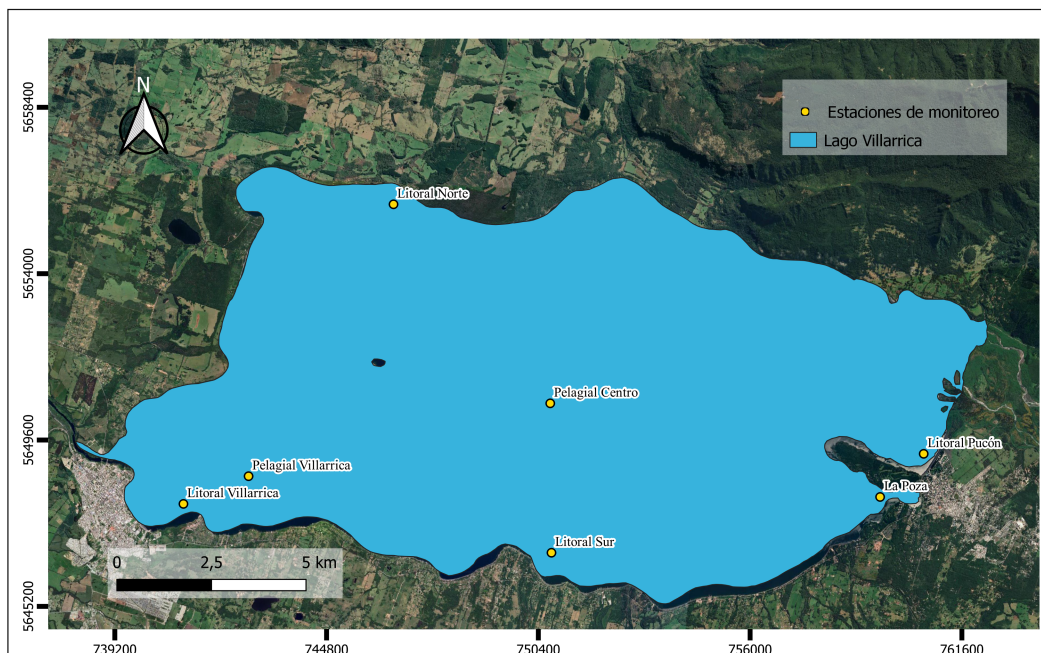 N
Estaciones de monitoreo
Lago Villarrica
5658400
5654000
5649600
5645200
Litoral Norte
Pelagial Centro
Litoral Pucón
Pelagial Villarrica
La Poza
Litoral Villarrica
Litoral Sur
0 2,5 5 km
739200 744800 750400 756000 761600